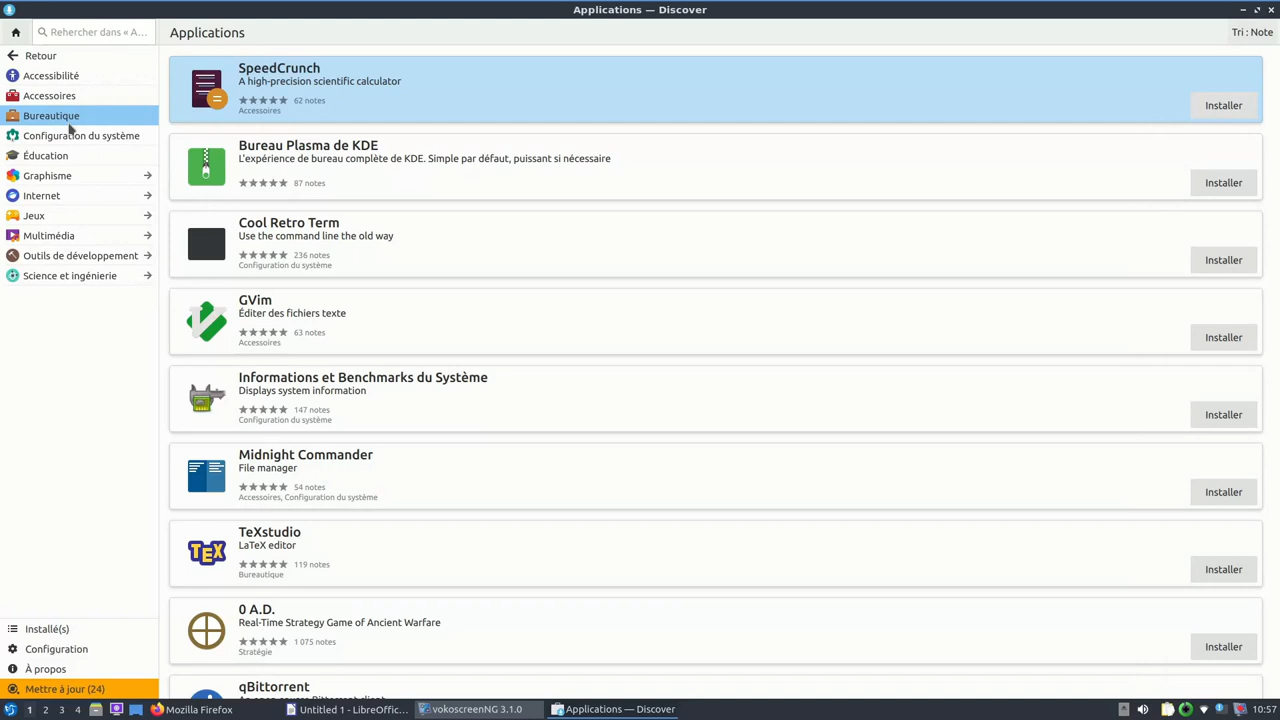 Applications — Discover
Rehercher dans « A...
Applications
Tri : Note
Retour
Accessibilité
Accessoires
Bureautique
Configuration du système
Éducation
Graphisme
Internet
Jeux
Multimédia
Outils de développement
Science et ingénierie
SpeedCrunch
A high-precision scientific calculator
62 notes
Accessoires
Installer
Bureau Plasma de KDE
L'expérience de bureau complète de KDE. Simple par défaut, puissant si nécessaire
87 notes
Installer
Cool Retro Term
Use the command line the old way
236 notes
Configuration du système
Installer
GVim
Éditer des fichiers texte
63 notes
Accessoires
Installer
Informations et Benchmarks du Système
Displays system information
147 notes
Configuration du système
Installer
Midnight Commander
File manager
54 notes
Accessoires, Configuration du système
Installer
TEX
TeXstudio
LaTeX editor
119 notes
Bureautique
Installer
0 A.D.
Real-Time Strategy Game of Ancient Warfare
1 075 notes
Stratégie
Installer
qBittorrent
Installé(s)
Configuration
À propos
Mettre à jour (24)
1 2 3 4 Mozilla Firefox Untitled 1 - LibreOffic... vokoscreenNG 3.1.0 Applications — Discover 10:57